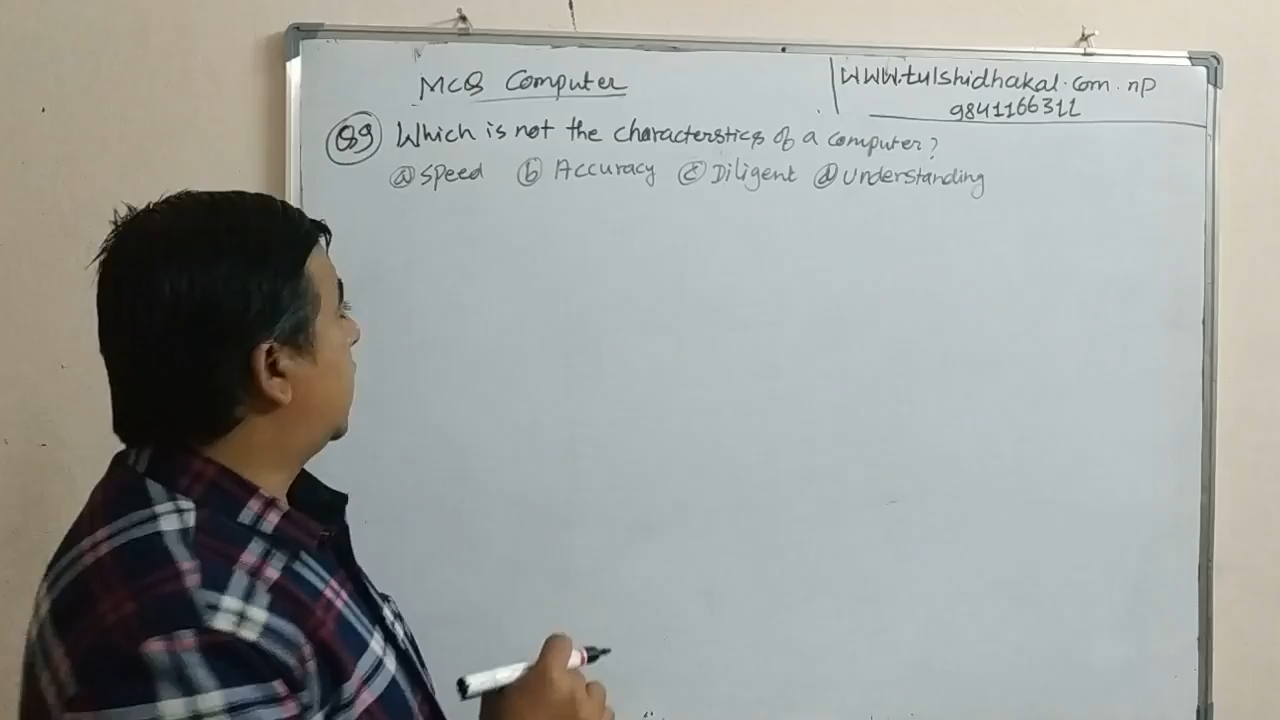 MCQ Computer
www.tulshidhakal.com.np
9841166311
Q9 Which is not the characterstics of a computer?
a Speed b Accuracy c Diligent d Understanding